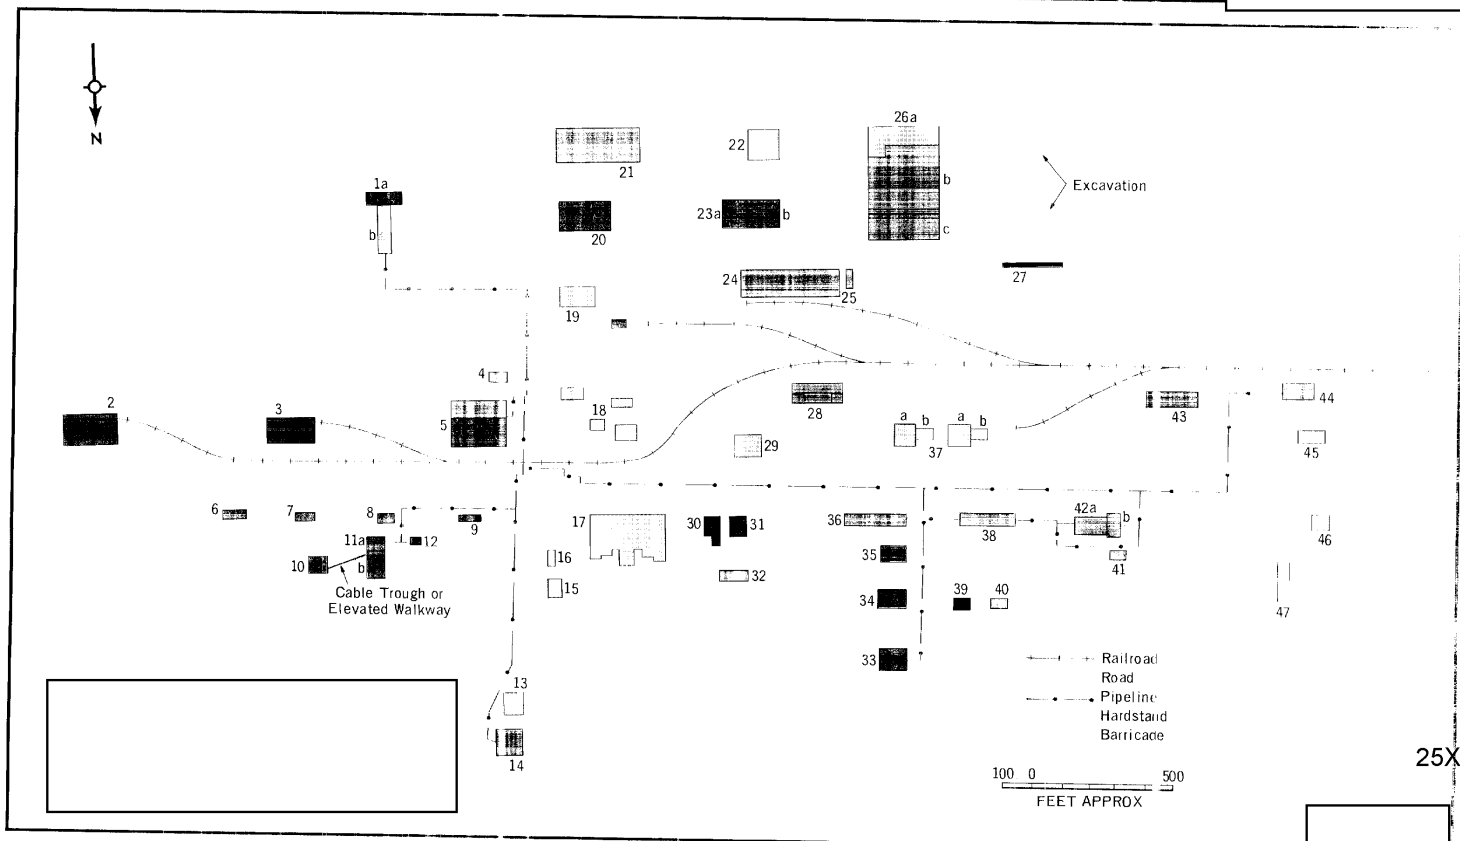 N
26a
22
21
Excavation
1a
b
b
23a
b
20
c
24
25
27
19
4
2
3
5
18
28
a
b
a
b
43
44
29
37
45
6
7
8
9
17
30
31
36
38
42a
b
46
11a
12
16
35
41
10
b
32
15
34
39
40
47
Cable Trough or
Elevated Walkway
33
13
14
Railroad
Road
Pipeline
Hardstand
Barricade
25X
100 0 500
FEET APPROX